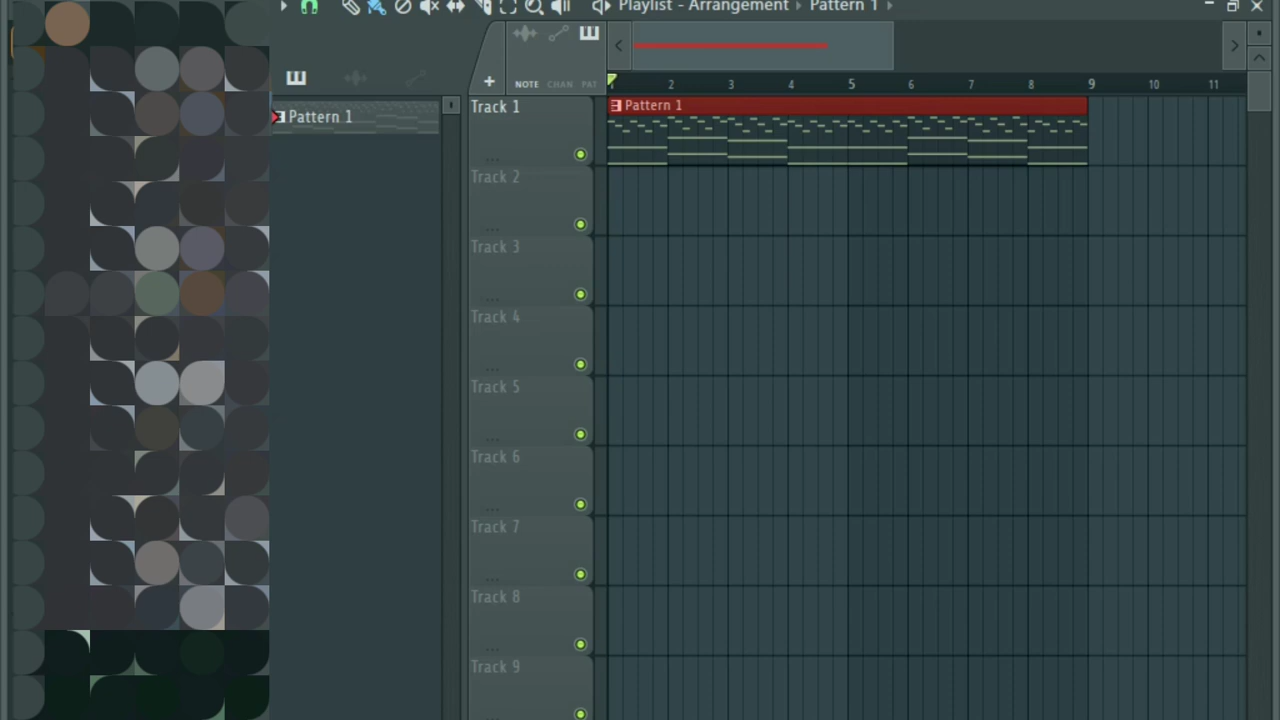 Playlist - Arrangement › Pattern 1 ›
NOTE CHAN PAT
2 3 4 5 6 7 8 9 10 11
Pattern 1
Track 1
Pattern 1
Track 2
Track 3
Track 4
Track 5
Track 6
Track 7
Track 8
Track 9